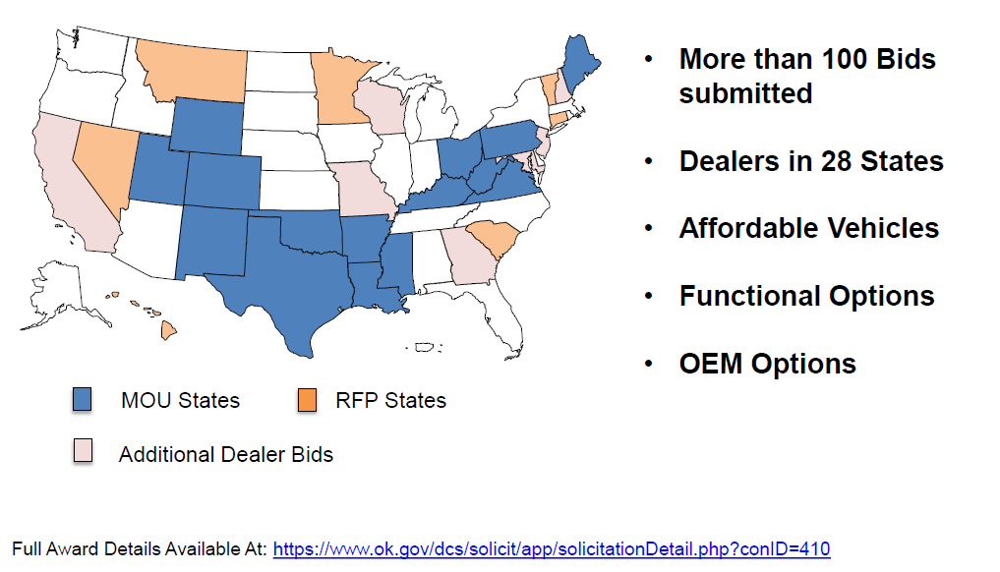 • More than 100 Bids
submitted
• Dealers in 28 States
• Affordable Vehicles
• Functional Options
• OEM Options
MOU States
RFP States
Additional Dealer Bids
Full Award Details Available At: https://www.ok.gov/dcs/solicit/app/solicitationDetail.php?conID=410